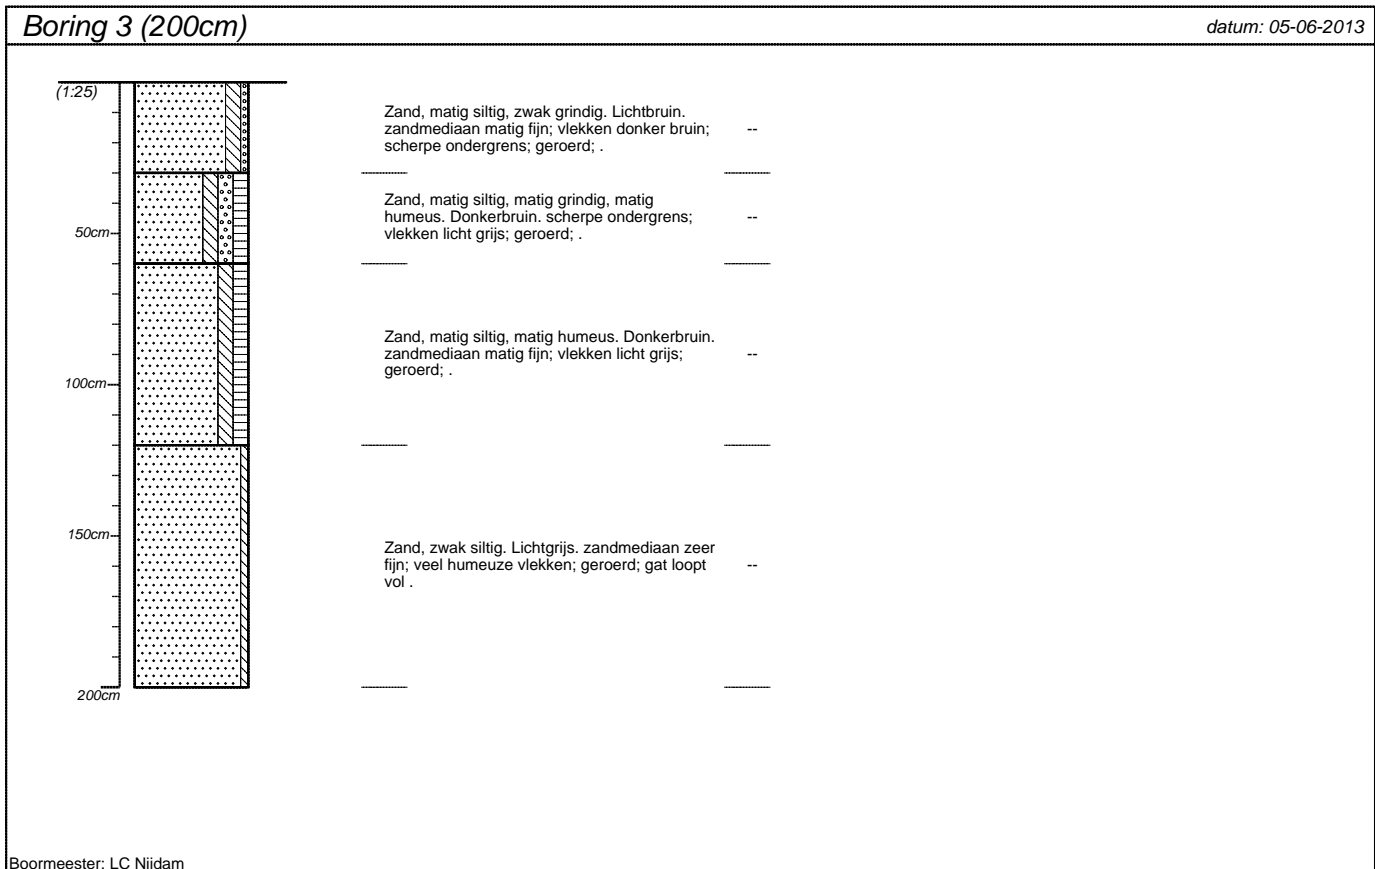 Boring 3 (200cm)
datum: 05-06-2013
(1:25)
Zand, matig siltig, zwak grindig. Lichtbruin.
zandmediaan matig fijn; vlekken donker bruin;
scherpe ondergrens; geroerd; .
--
Zand, matig siltig, matig grindig, matig
humeus. Donkerbruin. scherpe ondergrens;
vlekken licht grijs; geroerd; .
--
50cm
Zand, matig siltig, matig humeus. Donkerbruin.
zandmediaan matig fijn; vlekken licht grijs;
geroerd; .
--
100cm
150cm
Zand, zwak siltig. Lichtgrijs. zandmediaan zeer
fijn; veel humeuze vlekken; geroerd; gat loopt
vol .
--
200cm
Boormeester: LC Nijdam